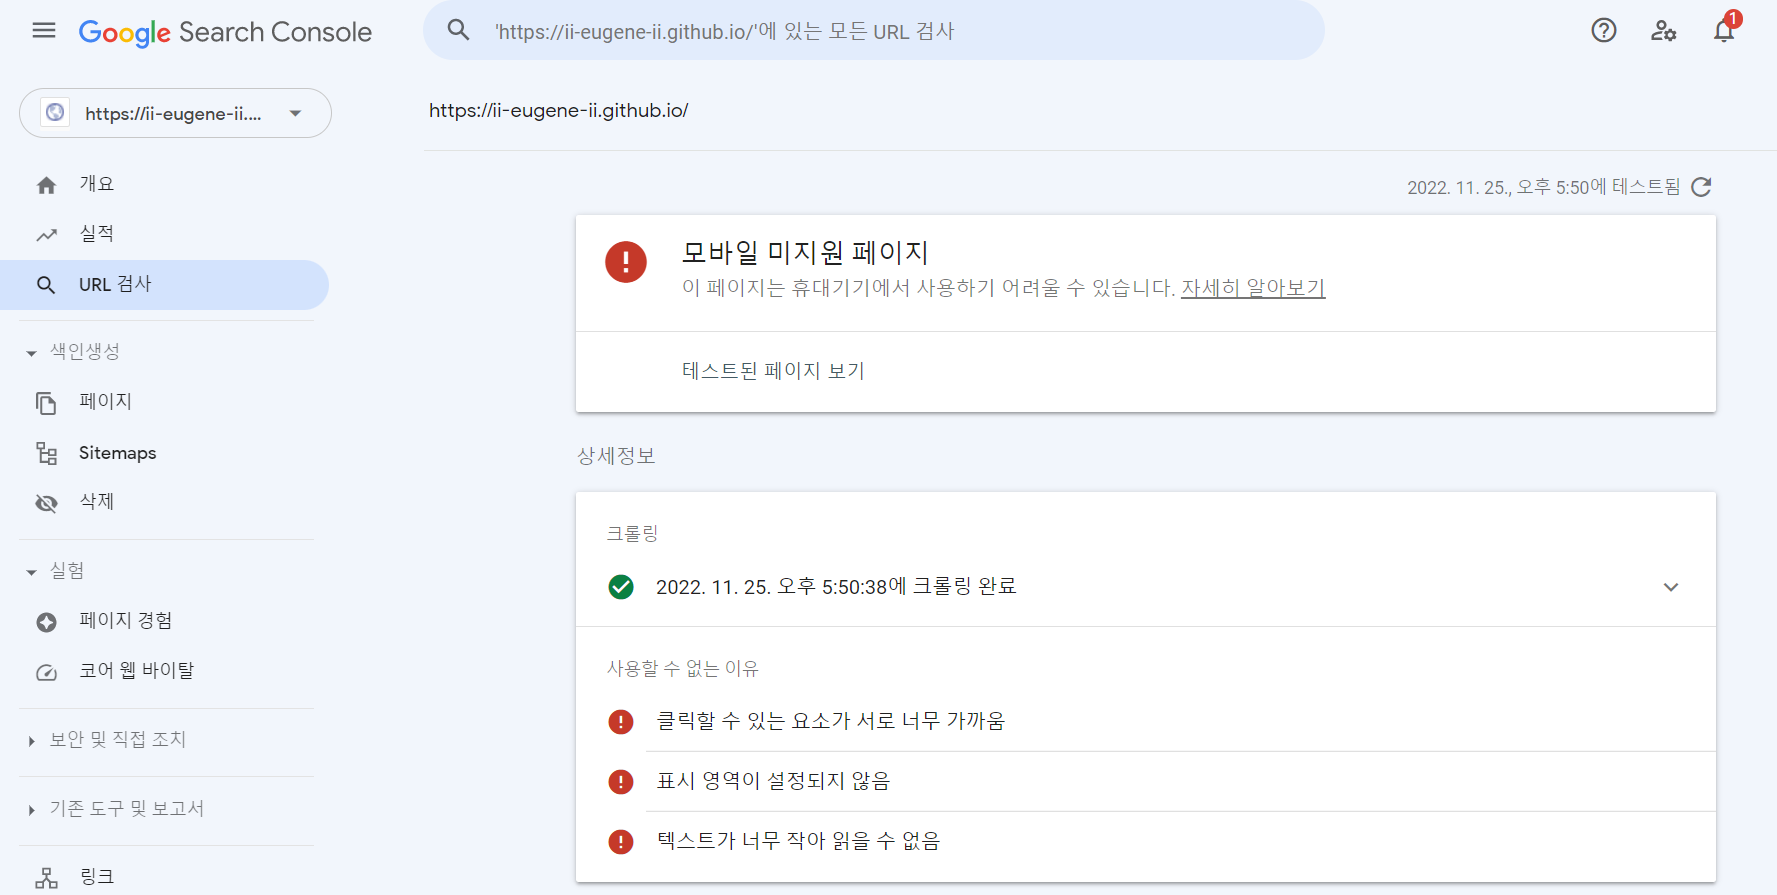 Google Search Console
'https://ii-eugene-ii.github.io/'에 있는 모든 URL 검사
1
https://ii-eugene-ii....
https://ii-eugene-ii.github.io/
개요
실적
URL 검사
색인생성
페이지
Sitemaps
삭제
실험
페이지 경험
코어 웹 바이탈
보안 및 직접 조치
기존 도구 및 보고서
링크
2022. 11. 25., 오후 5:50에 테스트됨
모바일 미지원 페이지
이 페이지는 휴대기기에서 사용하기 어려울 수 있습니다. 자세히 알아보기
테스트된 페이지 보기
상세정보
크롤링
2022. 11. 25. 오후 5:50:38에 크롤링 완료
사용할 수 없는 이유
클릭할 수 있는 요소가 서로 너무 가까움
표시 영역이 설정되지 않음
텍스트가 너무 작아 읽을 수 없음